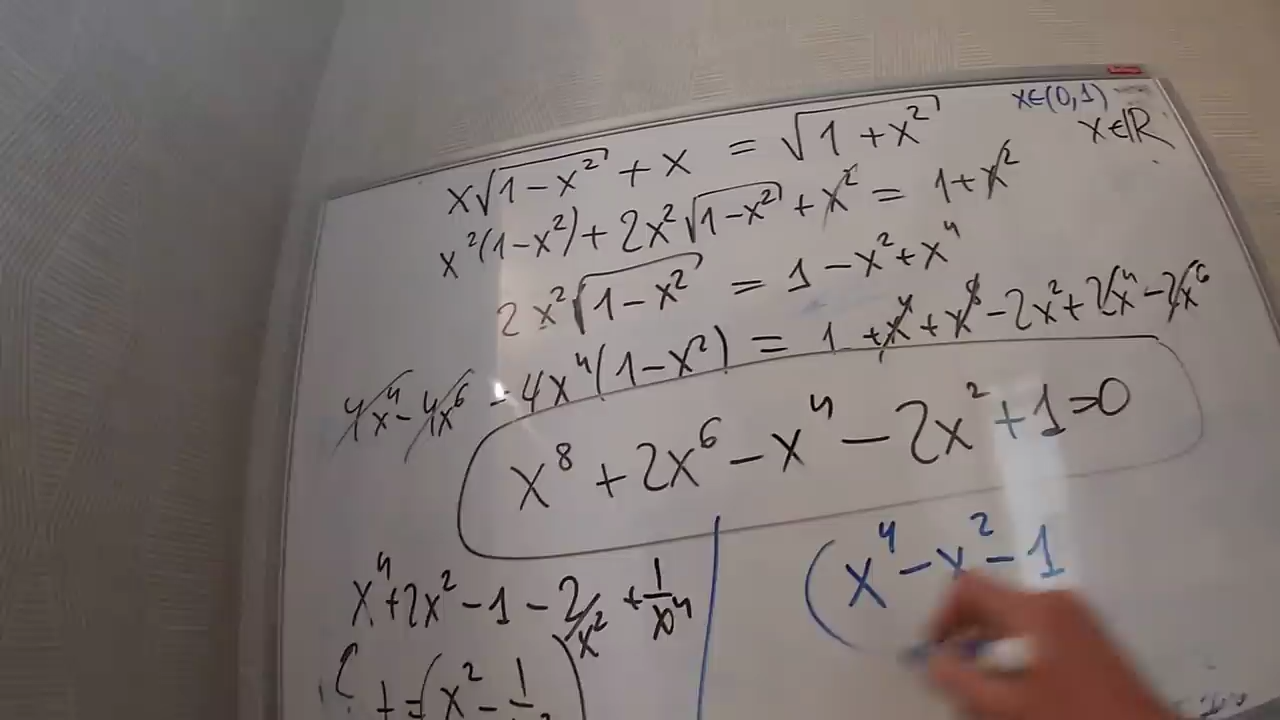 x∈(0,1)
x∈ℝ
x√(1-x²) + x = √(1+x²)
x²(1-x²) + 2x²√(1-x²) + x² = 1+x²
2x²√(1-x²) = 1-x²+x⁴
4x⁴-4x⁶ = 4x⁴(1-x²) = 1+x⁴+x⁸-2x²+2x⁴-2x⁶
x⁸+2x⁶-x⁴-2x²+1=0
x⁴+2x²-1-2/x²+1/x⁴
(x⁴-x²-1
t=(x²-1